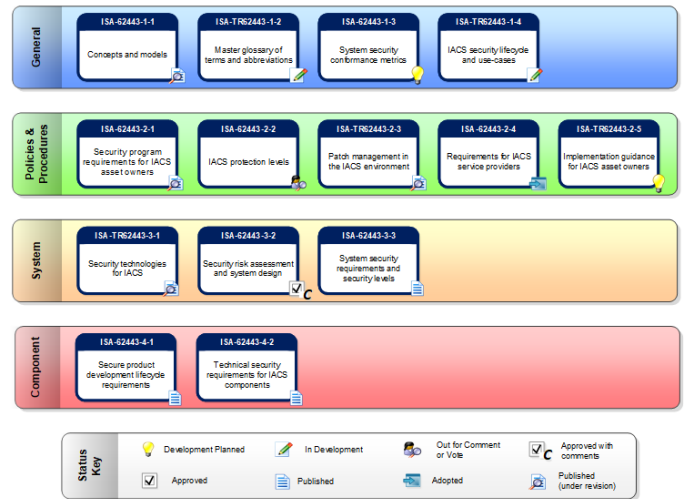 General
ISA-62443-1-1
Concepts and models
ISA-TR62443-1-2
Master glossary of
terms and abbreviations
ISA-62443-1-3
System security
conformance metrics
ISA-TR62443-1-4
IACS security lifecycle
and use-cases
Policies &
Procedures
ISA-62443-2-1
Security program
requirements for IACS
asset owners
ISA-62443-2-2
IACS protection levels
ISA-TR62443-2-3
Patch management in
the IACS environment
ISA-62443-2-4
Requirements for IACS
service providers
ISA-TR62443-2-5
Implementation guidance
for IACS asset owners
System
ISA-TR62443-3-1
Security technologies
for IACS
ISA-62443-3-2
Security risk assessment
and system design
C
ISA-62443-3-3
System security
requirements and
security levels
Component
ISA-62443-4-1
Secure product
development lifecycle
requirements
ISA-62443-4-2
Technical security
requirements for IACS
components
Status
Key
Development Planned
In Development
Out for Comment
or Vote
C
Approved with
comments
Approved
Published
Adopted
Published
(under revision)